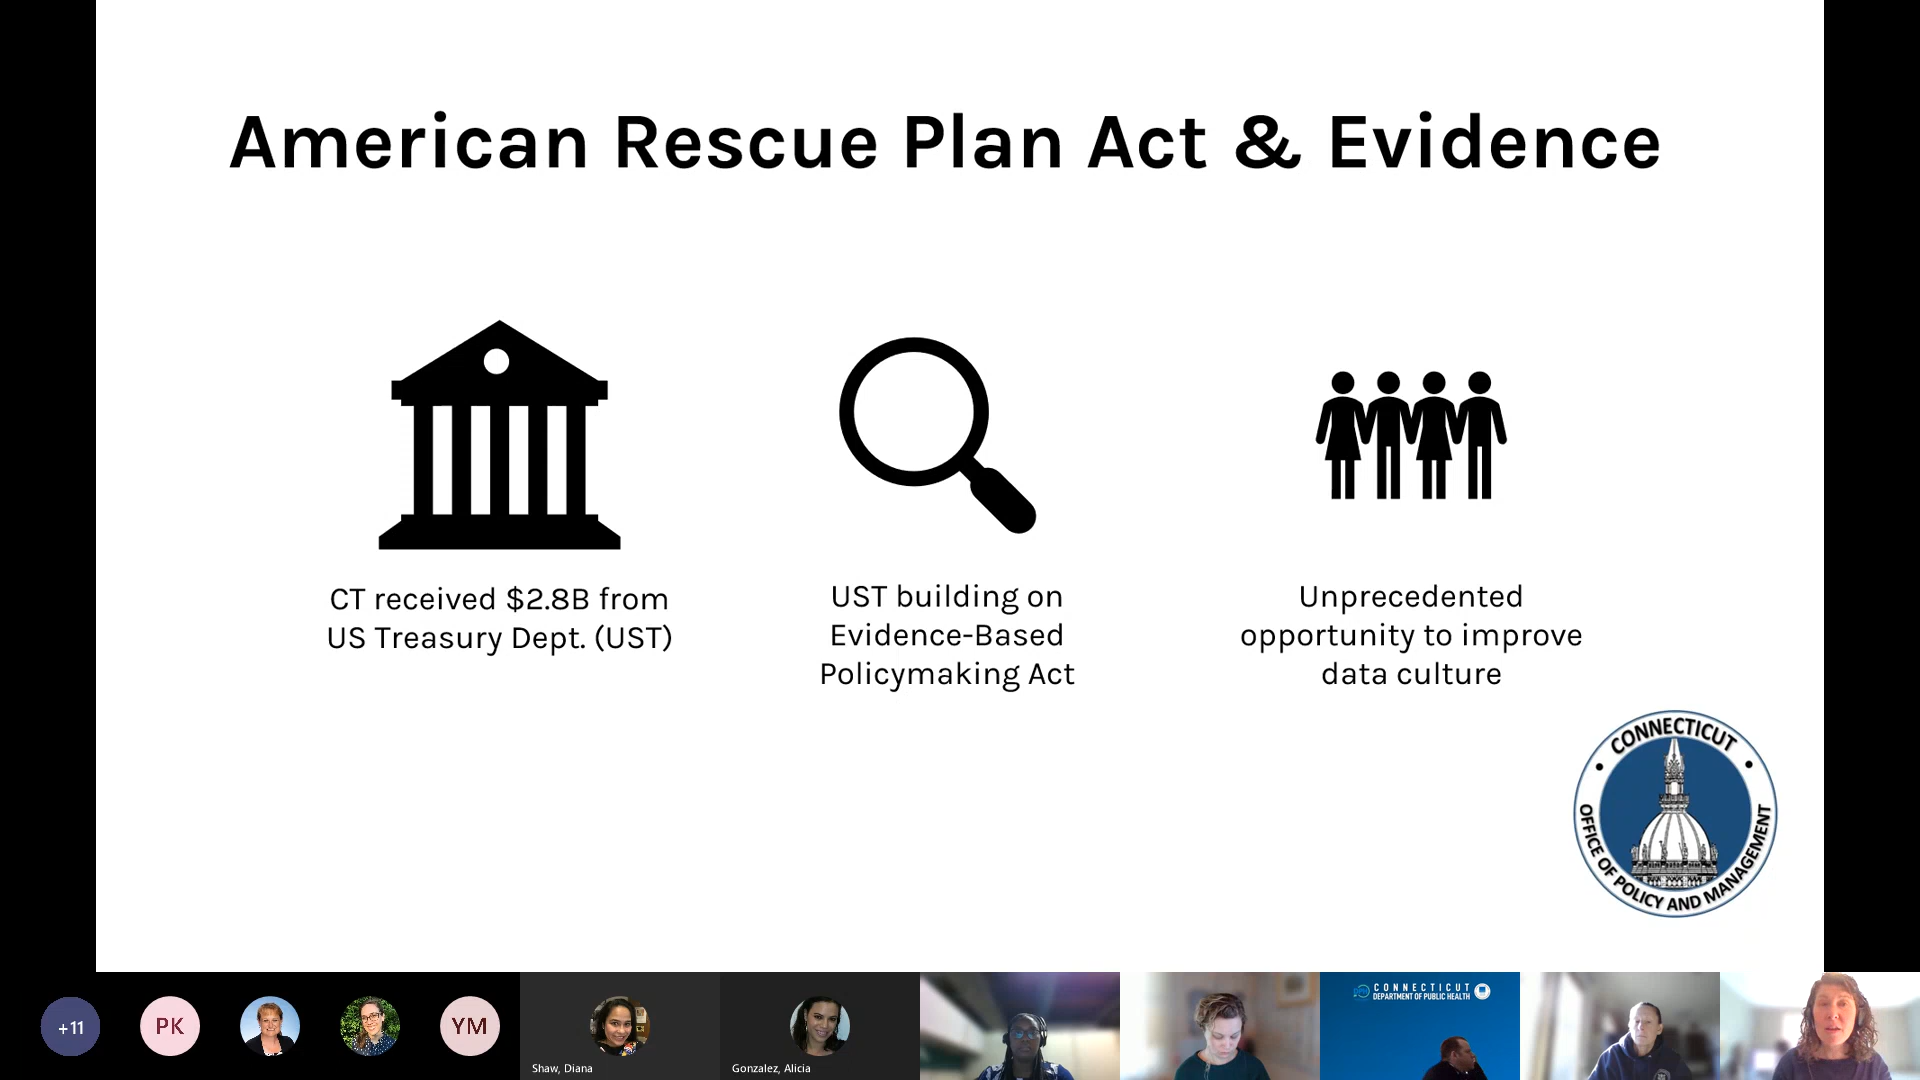 American Rescue Plan Act & Evidence
CT received $2.8B from
US Treasury Dept. (UST)
UST building on
Evidence-Based
Policymaking Act
Unprecedented
opportunity to improve
data culture
CONNECTICUT
OFFICE OF POLICY AND MANAGEMENT
+11
PK
YM
Shaw, Diana
Gonzalez, Alicia
CONNECTICUT
DEPARTMENT OF PUBLIC HEALTH